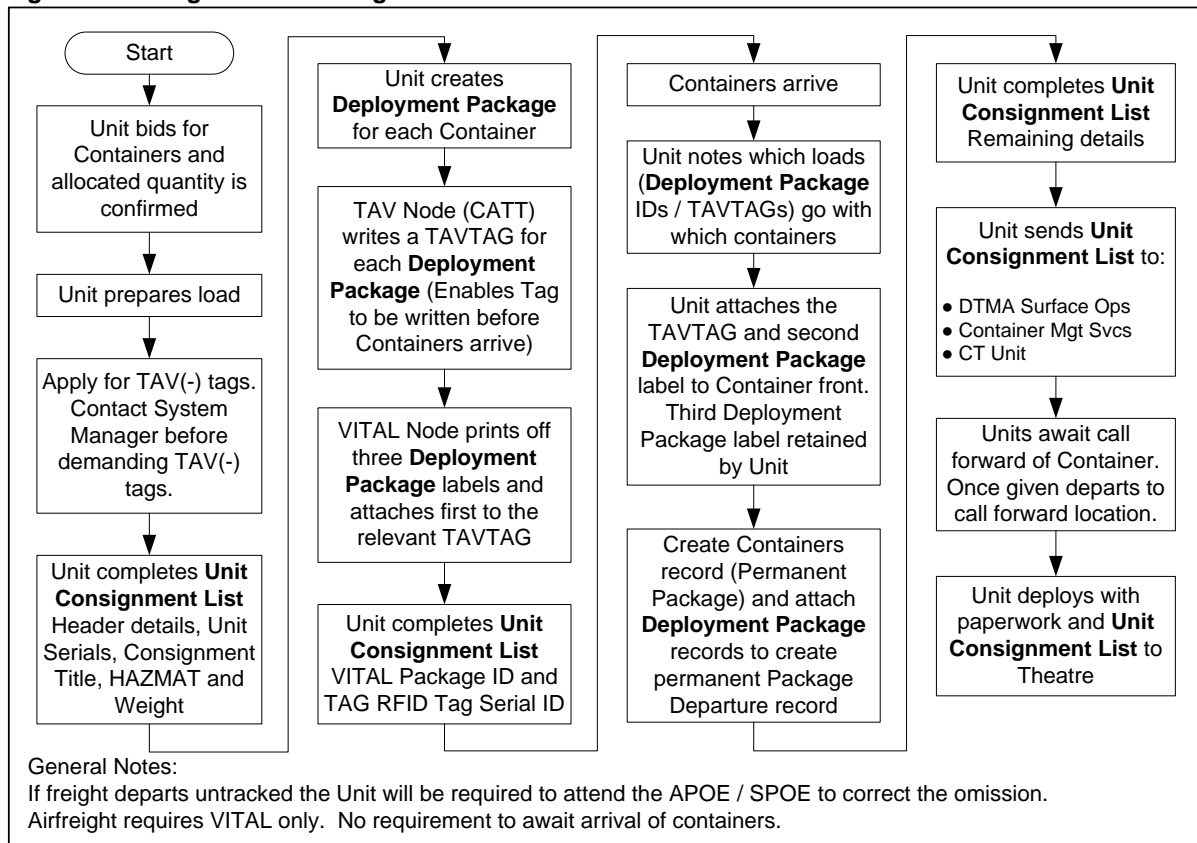 Start
Unit bids for
Containers and
allocated quantity is
confirmed
Unit prepares load
Apply for TAV(-) tags.
Contact System
Manager before
demanding TAV(-)
tags.
Unit completes Unit
Consignment List
Header details, Unit
Serials, Consignment
Title, HAZMAT and
Weight
Unit creates
Deployment Package
for each Container
TAV Node (CATT)
writes a TAVTAG for
each Deployment
Package (Enables Tag
to be written before
Containers arrive)
VITAL Node prints off
three Deployment
Package labels and
attaches first to the
relevant TAVTAG
Unit completes Unit
Consignment List
VITAL Package ID and
TAG RFID Tag Serial ID
Containers arrive
Unit notes which loads
(Deployment Package
IDs / TAVTAGs) go with
which containers
Unit attaches the
TAVTAG and second
Deployment Package
label to Container front.
Third Deployment
Package label retained
by Unit
Create Containers
record (Permanent
Package) and attach
Deployment Package
records to create
permanent Package
Departure record
Unit completes Unit
Consignment List
Remaining details
Unit sends Unit
Consignment List to:
● DTMA Surface Ops
● Container Mgt Svcs
● CT Unit
Units await call
forward of Container.
Once given departs to
call forward location.
Unit deploys with
paperwork and Unit
Consignment List to
Theatre
General Notes:
If freight departs untracked the Unit will be required to attend the APOE / SPOE to correct the omission.
Airfreight requires VITAL only.  No requirement to await arrival of containers.